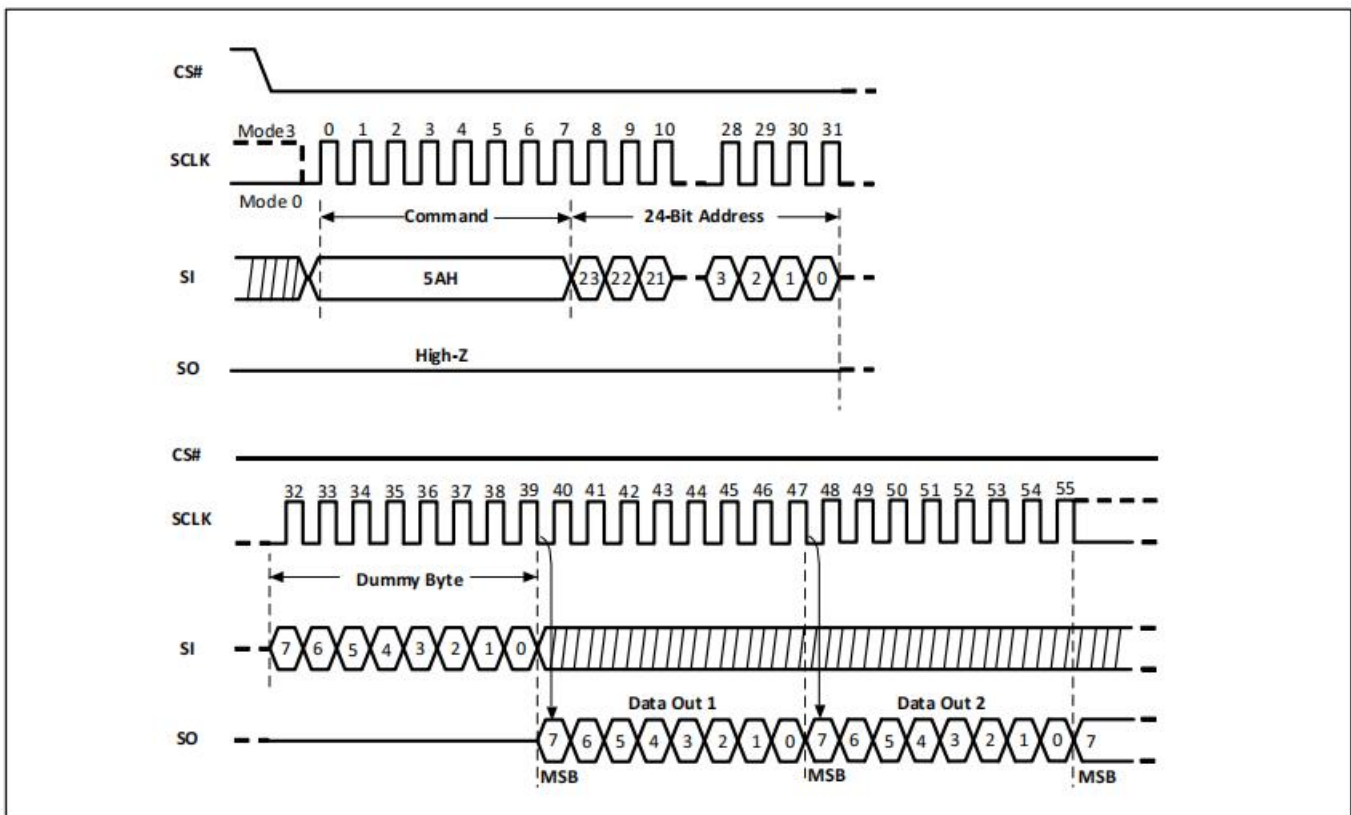 CS#
Mode3 0 1 2 3 4 5 6 7 8 9 10 28 29 30 31
SCLK
Mode 0
Command 24-Bit Address
SI 5AH 23 22 21 3 2 1 0
High-Z
SO
CS#
32 33 34 35 36 37 38 39 40 41 42 43 44 45 46 47 48 49 50 51 52 53 54 55
SCLK
Dummy Byte
SI 7 6 5 4 3 2 1 0
Data Out 1 Data Out 2
SO 7 6 5 4 3 2 1 0 7 6 5 4 3 2 1 0 7
MSB MSB MSB